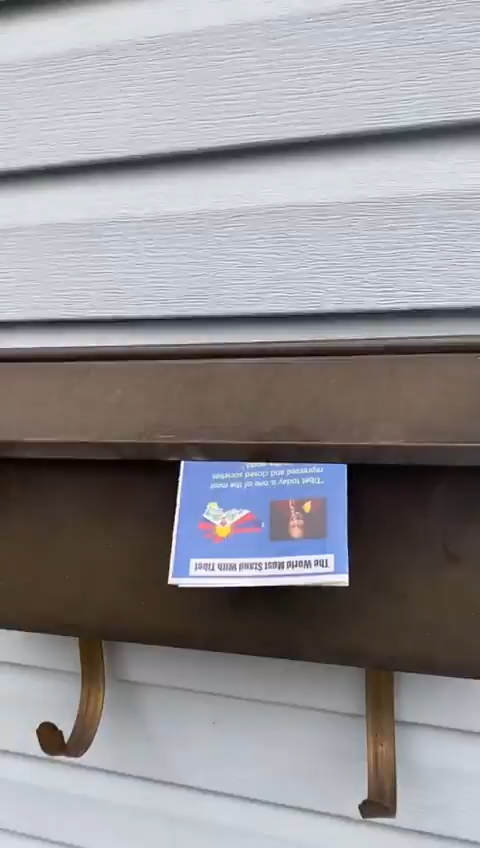 The World Must Stand With Tibet
"Tibet today is one of the most
repressed and closed societies